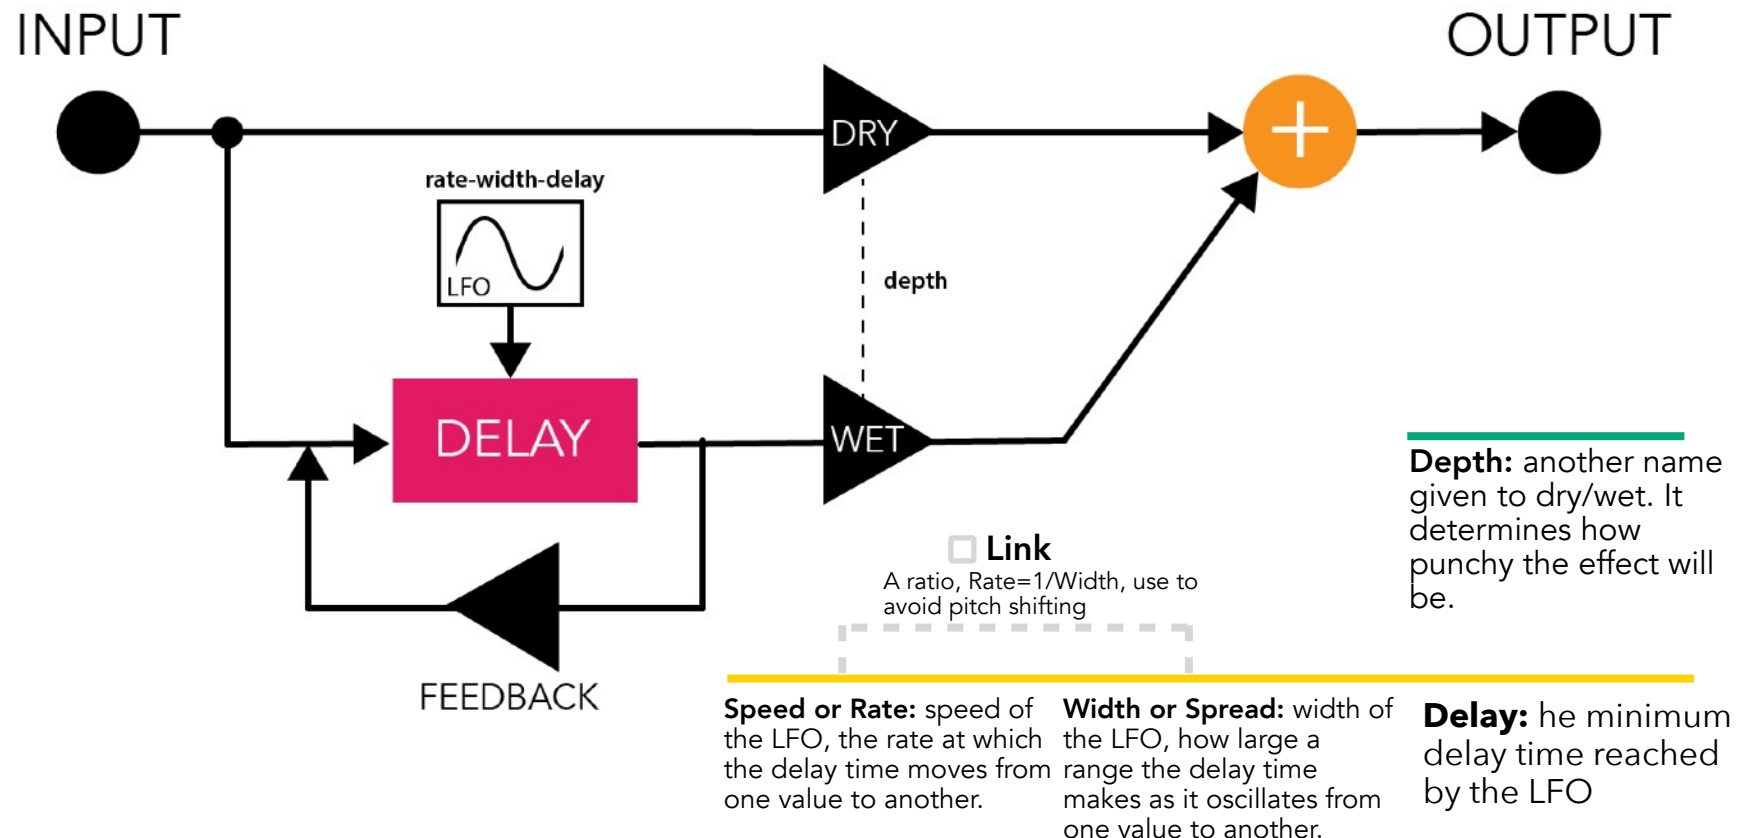 INPUT
OUTPUT
DRY
+
rate-width-delay
LFO
depth
DELAY
WET
FEEDBACK
Link
A ratio, Rate=1/Width, use to
avoid pitch shifting
Depth: another name
given to dry/wet. It
determines how
punchy the effect will
be.
Speed or Rate: speed of
the LFO, the rate at which
the delay time moves from
one value to another.
Width or Spread: width of
the LFO, how large a
range the delay time
makes as it oscillates from
one value to another.
Delay: he minimum
delay time reached
by the LFO